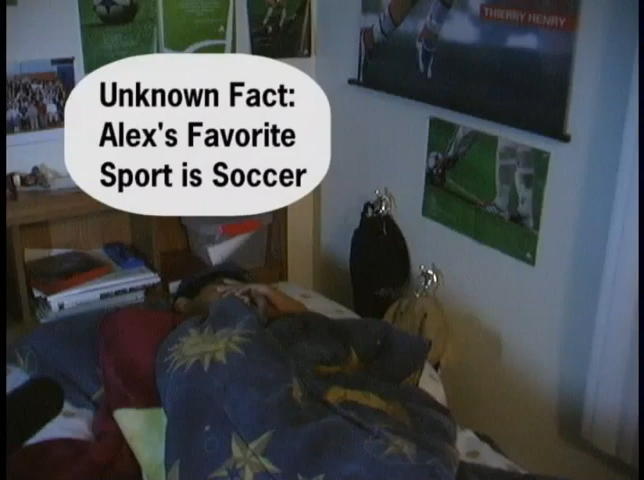 THIERRY HENRY
Unknown Fact:
Alex's Favorite
Sport is Soccer